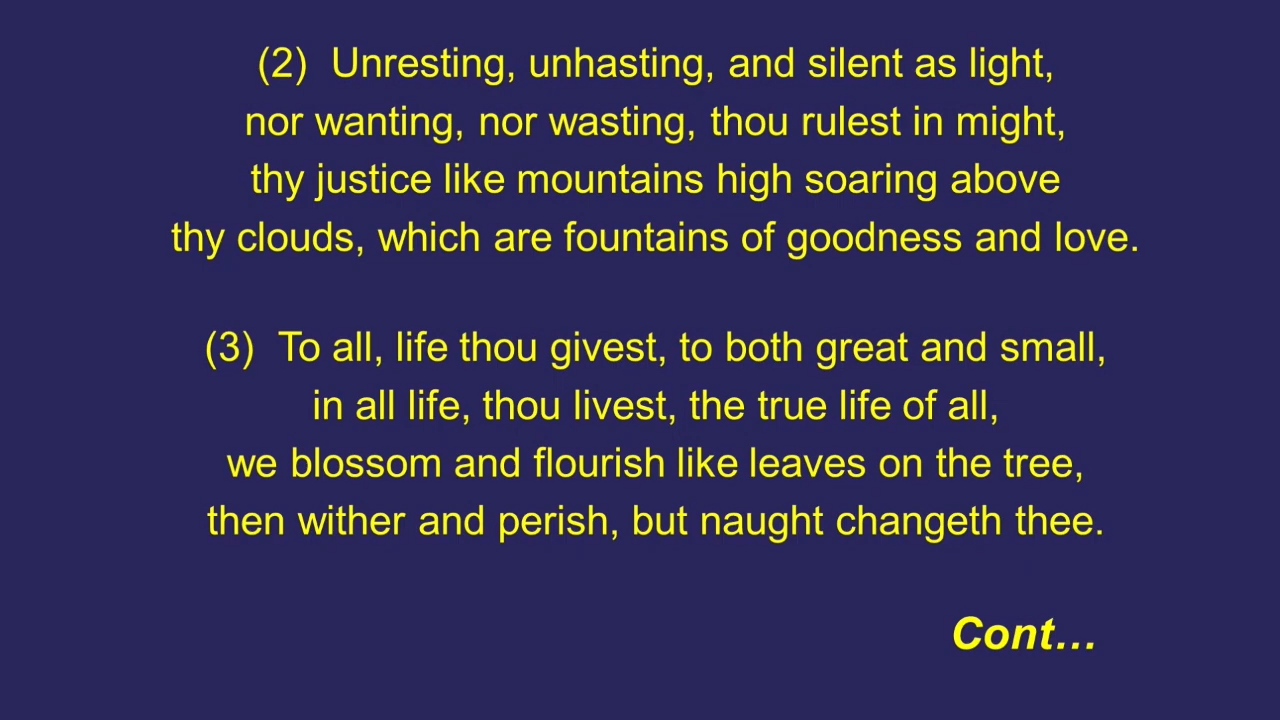 (2) Unresting, unhasting, and silent as light,
nor wanting, nor wasting, thou rulest in might,
thy justice like mountains high soaring above
thy clouds, which are fountains of goodness and love.
(3) To all, life thou givest, to both great and small,
in all life, thou livest, the true life of all,
we blossom and flourish like leaves on the tree,
then wither and perish, but naught changeth thee.
Cont…